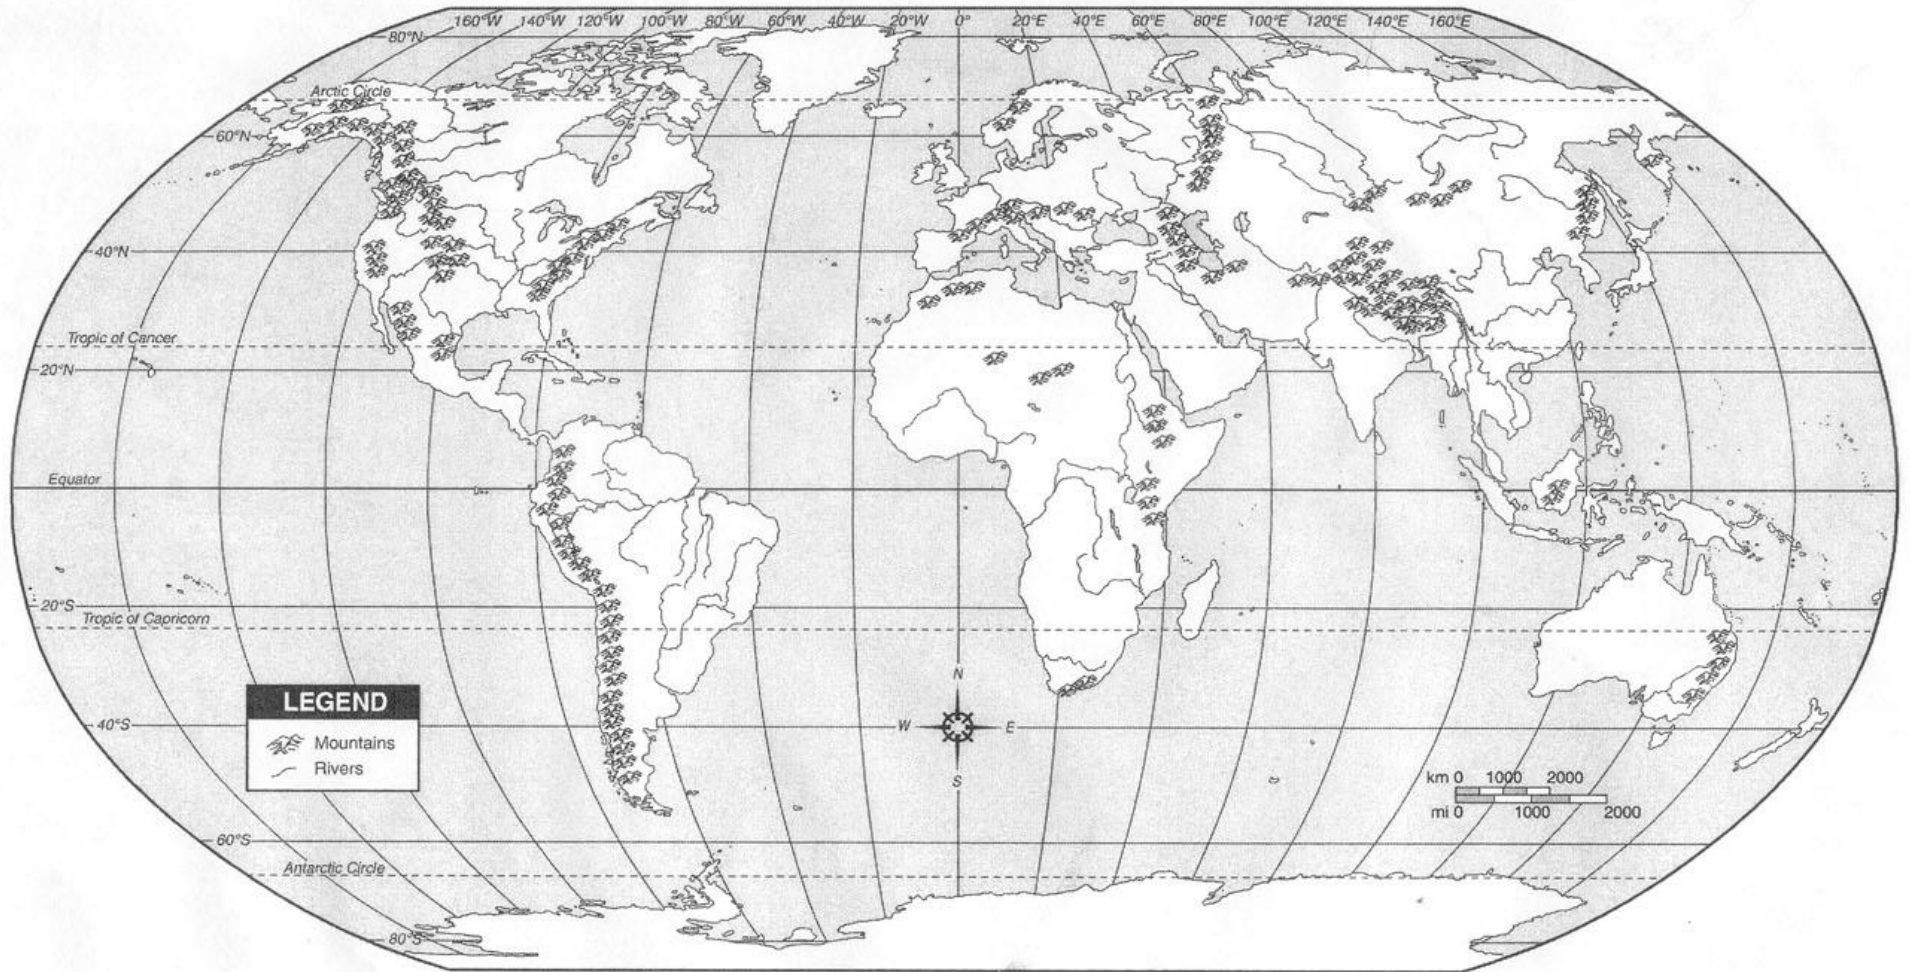 160°W 140°W 120°W 100°W 80°W 60°W 40°W 20°W 0° 20°E 40°E 60°E 80°E 100°E 120°E 140°E 160°E
80°N
Arctic Circle
60°N
40°N
Tropic of Cancer
20°N
Equator
20°S
Tropic of Capricorn
N
LEGEND
Mountains
Rivers
40°S
W E
S
km 0 1000 2000
mi 0 1000 2000
60°S
Antarctic Circle
80°S